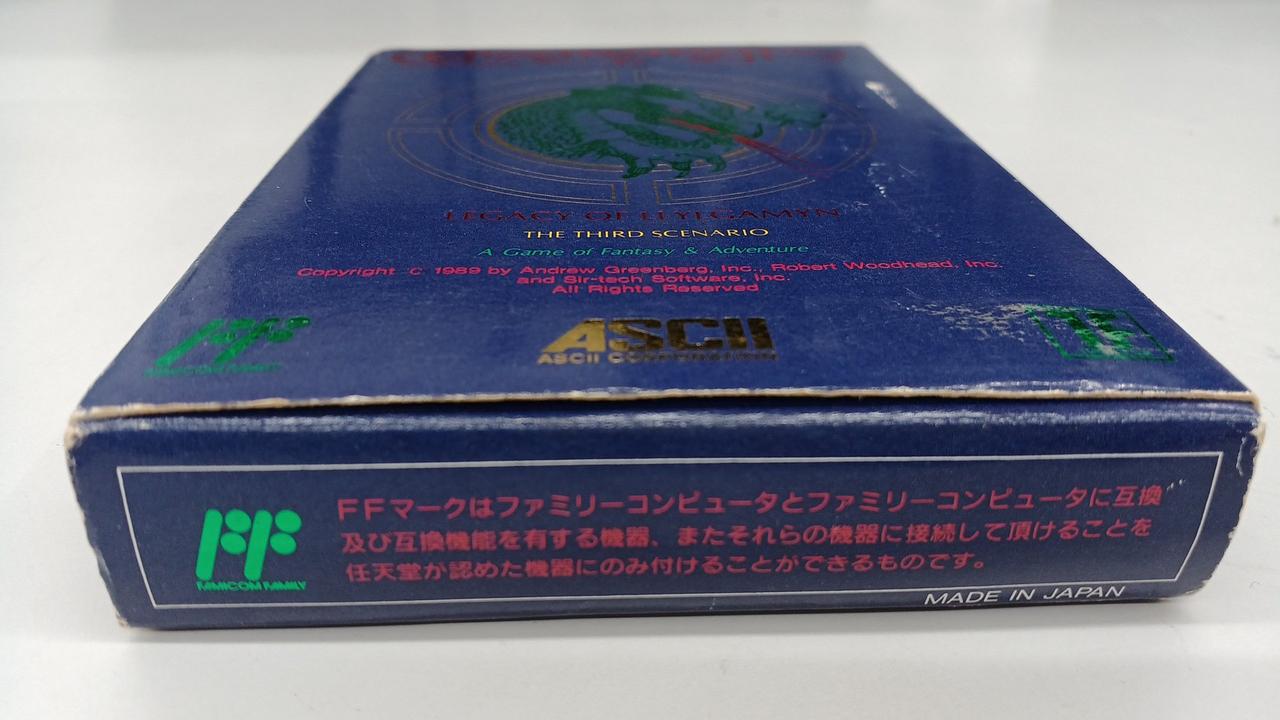 LEGACY OF LLYLGAMYN
THE THIRD SCENARIO
A Game of Fantasy & Adventure
Copyright © 1989 by Andrew Greenberg, Inc., Robert Woodhead, Inc.
and Sir-tech Software, Inc.
All Rights Reserved
FAMICOM FAMILY
ASCII
ASCII CORPORATION
FFマークはファミリーコンピュータとファミリーコンピュータに互換
及び互換機能を有する機器、またそれらの機器に接続して頂けることを
任天堂が認めた機器にのみ付けることができるものです。
FAMICOM FAMILY
MADE IN JAPAN